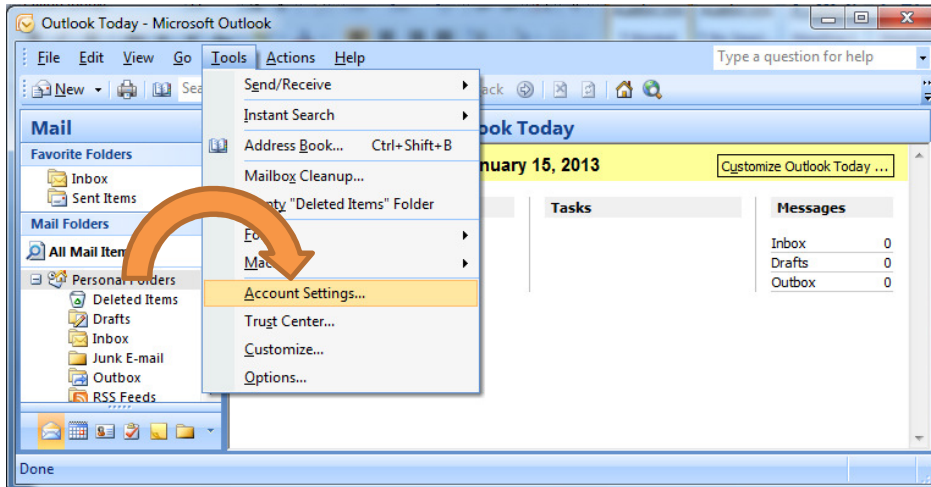 Outlook Today - Microsoft Outlook
File Edit View Go Tools Actions Help
Type a question for help
New
Send/Receive
Instant Search
Address Book... Ctrl+Shift+B
Mailbox Cleanup...
"Deleted Items" Folder
Account Settings...
Trust Center...
Customize...
Options...
Mail
Today
Favorite Folders
Inbox
Sent Items
Mail Folders
All Mail
Personal Folders
Deleted Items
Drafts
Inbox
Junk E-mail
Outbox
RSS Feeds
15, 2013
Customize Outlook Today ...
Tasks
Messages
Inbox 0
Drafts 0
Outbox 0
Done